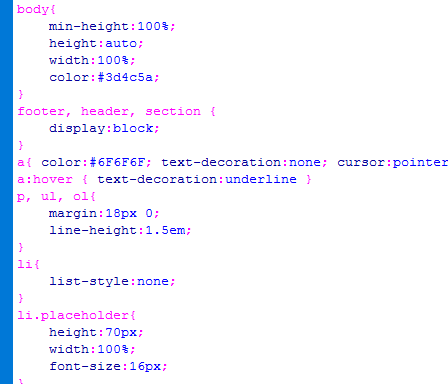 body{
    min-height:100%;
    height:auto;
    width:100%;
    color:#3d4c5a;
}
footer, header, section {
    display:block;
}
a{ color:#6F6F6F; text-decoration:none; cursor:pointer
a:hover { text-decoration:underline }
p, ul, ol{
    margin:18px 0;
    line-height:1.5em;
}
li{
    list-style:none;
}
li.placeholder{
    height:70px;
    width:100%;
    font-size:16px;
}